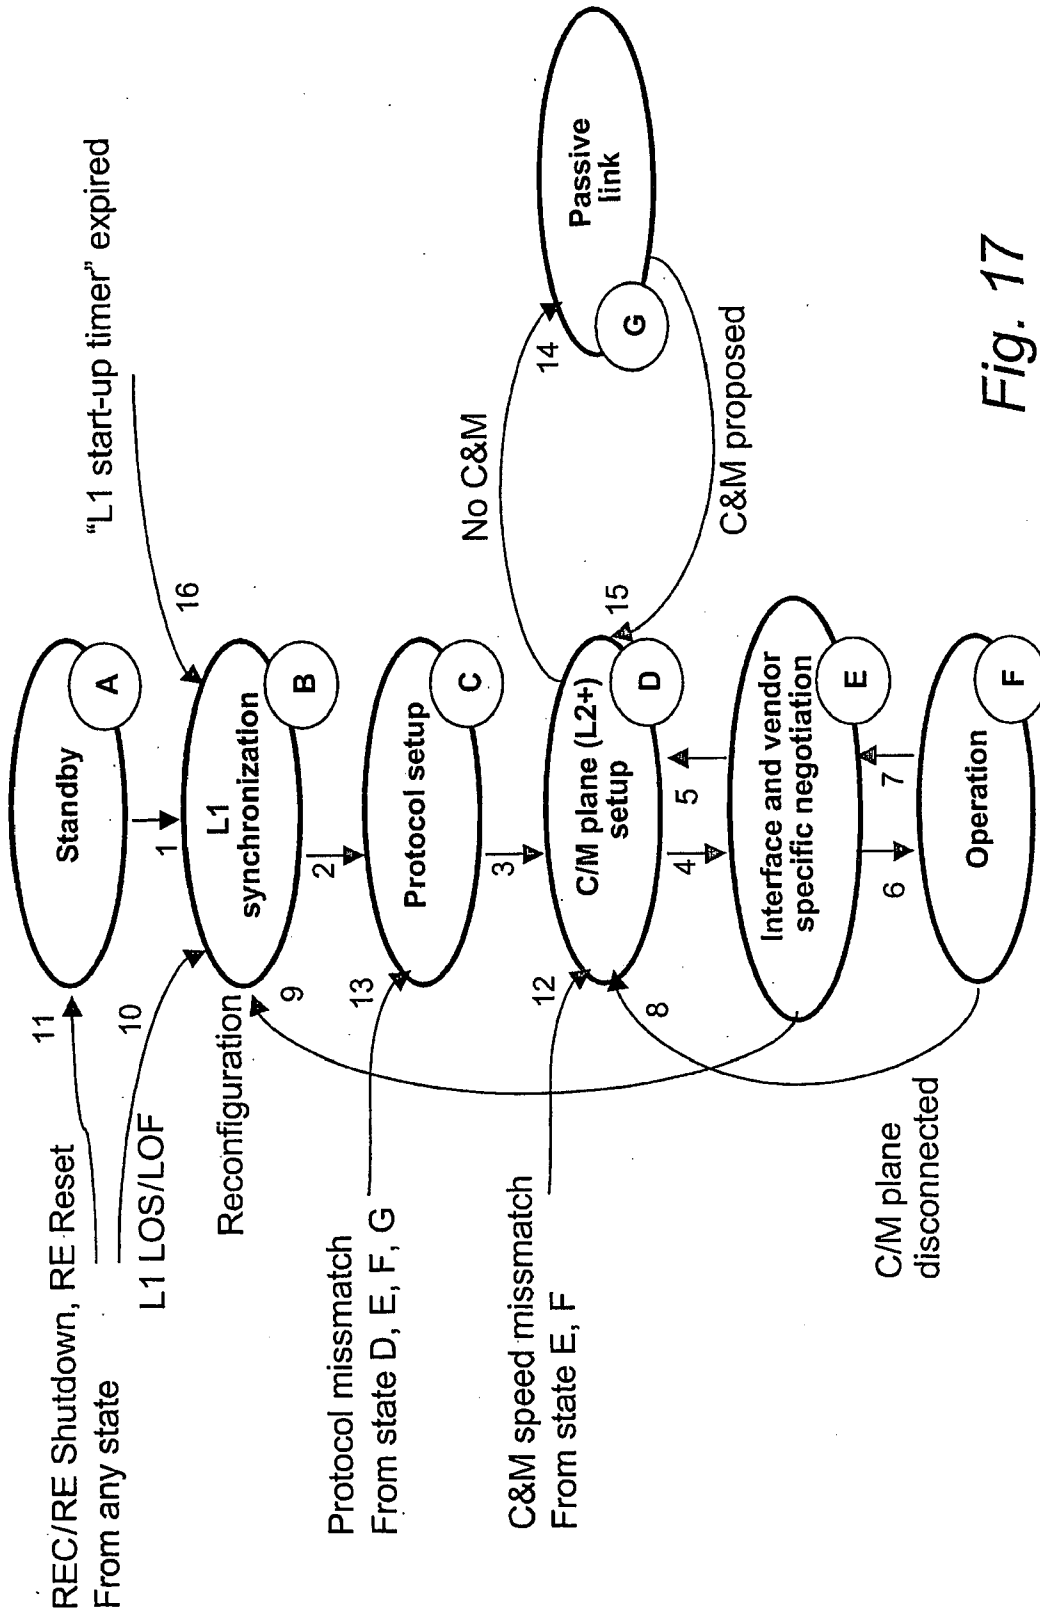 REC/RE Shutdown, RE Reset
From any state
11
Standby
A
10
L1 LOS/LOF
1
"L1 start-up timer" expired
16
L1
synchronization
B
Reconfiguration
9
2
Protocol missmatch
From state D, E, F, G
13
Protocol setup
C
3
No C&M
14
Passive
link
G
C&M speed missmatch
From state E, F
12
C/M plane (L2+)
setup
D
15
C&M proposed
8
4
5
Interface and vendor
specific negotiation
E
C/M plane
disconnected
6
7
Operation
F
Fig. 17